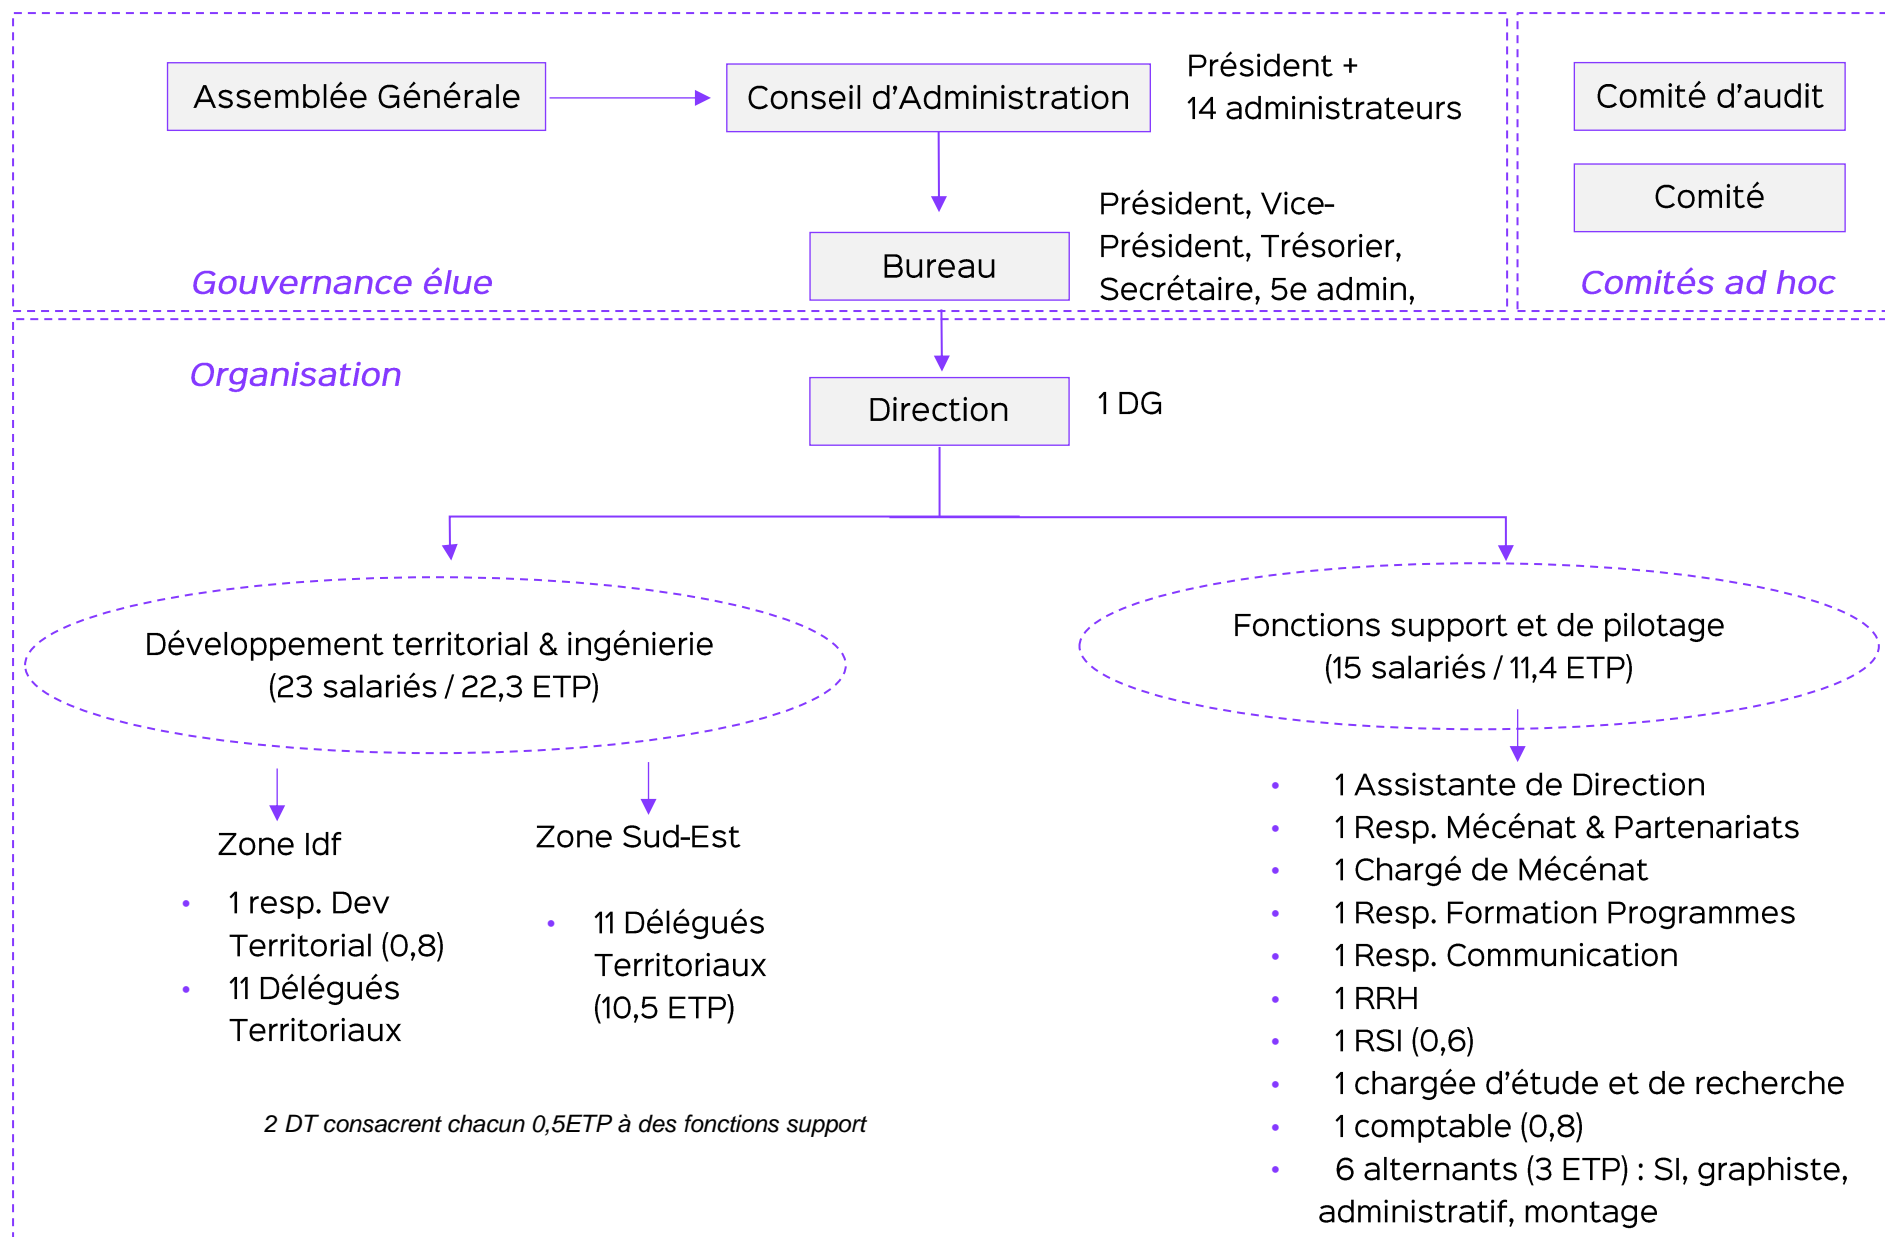 Assemblée Générale
Conseil d’Administration
Président +
14 administrateurs
Bureau
Président, Vice-
Président, Trésorier,
Secrétaire, 5e admin,
Gouvernance élue
Comité d’audit
Comité
Comités ad hoc
Organisation
Direction
1 DG
Développement territorial & ingénierie
(23 salariés / 22,3 ETP)
Fonctions support et de pilotage
(15 salariés / 11,4 ETP)
Zone Idf
• 1 resp. Dev
Territorial (0,8)
• 11 Délégués
Territoriaux
Zone Sud-Est
• 11 Délégués
Territoriaux
(10,5 ETP)
2 DT consacrent chacun 0,5ETP à des fonctions support
• 1 Assistante de Direction
• 1 Resp. Mécénat & Partenariats
• 1 Chargé de Mécénat
• 1 Resp. Formation Programmes
• 1 Resp. Communication
• 1 RRH
• 1 RSI (0,6)
• 1 chargée d’étude et de recherche
• 1 comptable (0,8)
• 6 alternants (3 ETP) : SI, graphiste,
administratif, montage